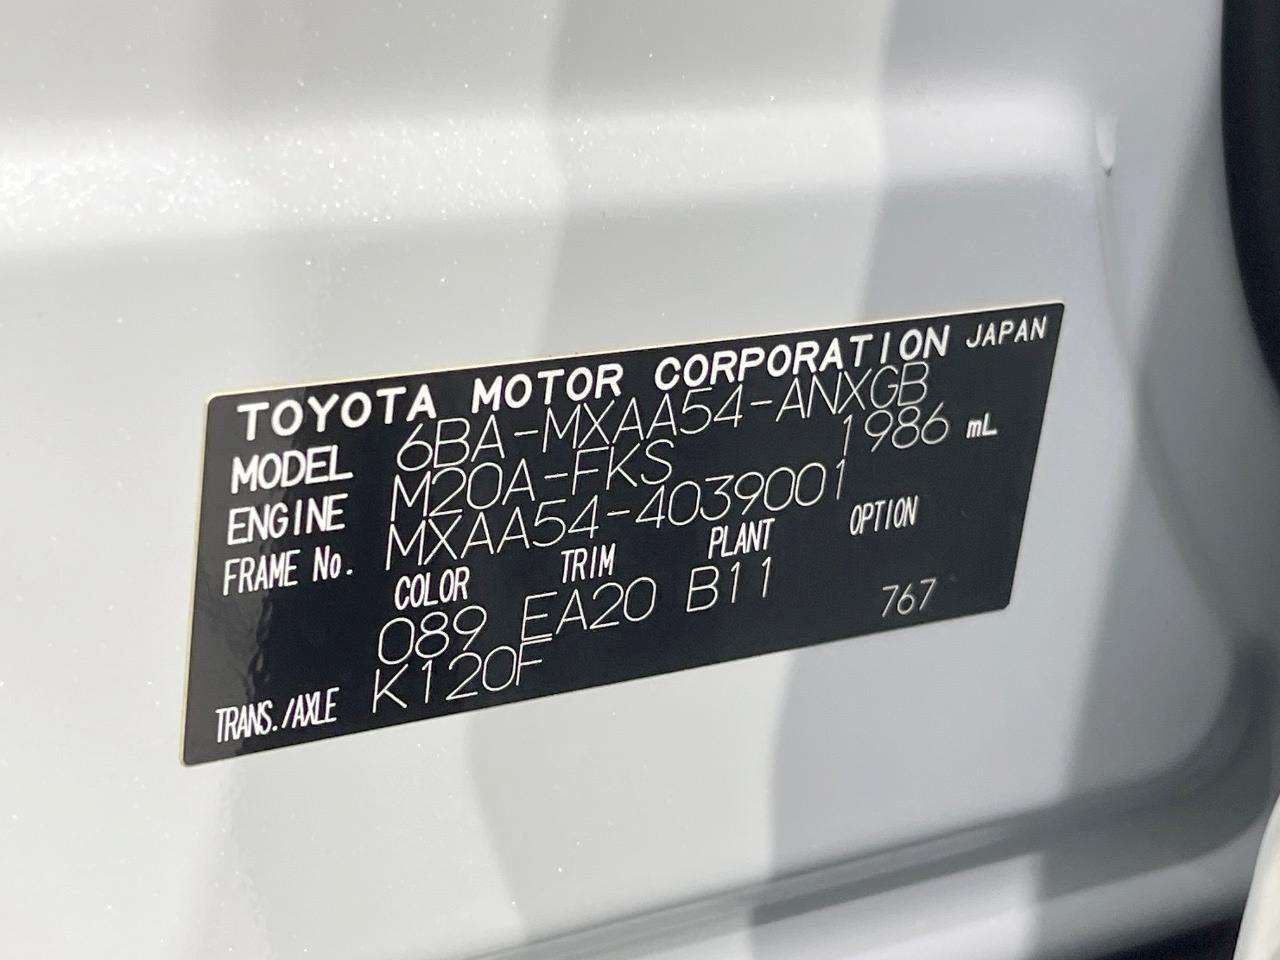 TOYOTA MOTOR CORPORATION JAPAN
MODEL 6BA-MXAA54-ANXGB
ENGINE M20A-FKS 1986 mL
FRAME No. MXAA54-4039001
COLOR TRIM PLANT OPTION
089 EA20 B11 767
TRANS./AXLE K120F